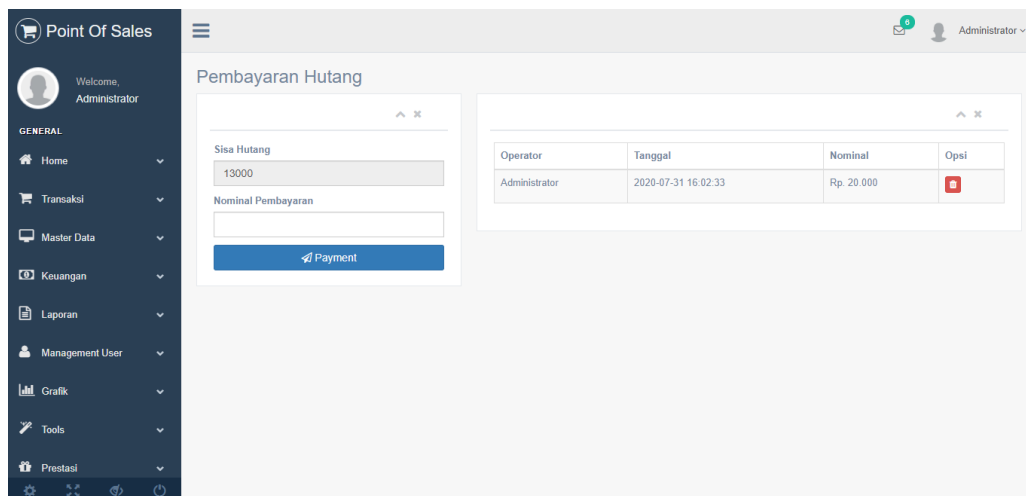 Point Of Sales
6
Administrator
Welcome,
Administrator
GENERAL
Home
Transaksi
Master Data
Keuangan
Laporan
Management User
Grafik
Tools
Prestasi
Pembayaran Hutang
Sisa Hutang
13000
Nominal Pembayaran
Payment
Operator Tanggal Nominal Opsi
Administrator 2020-07-31 16:02:33 Rp. 20.000